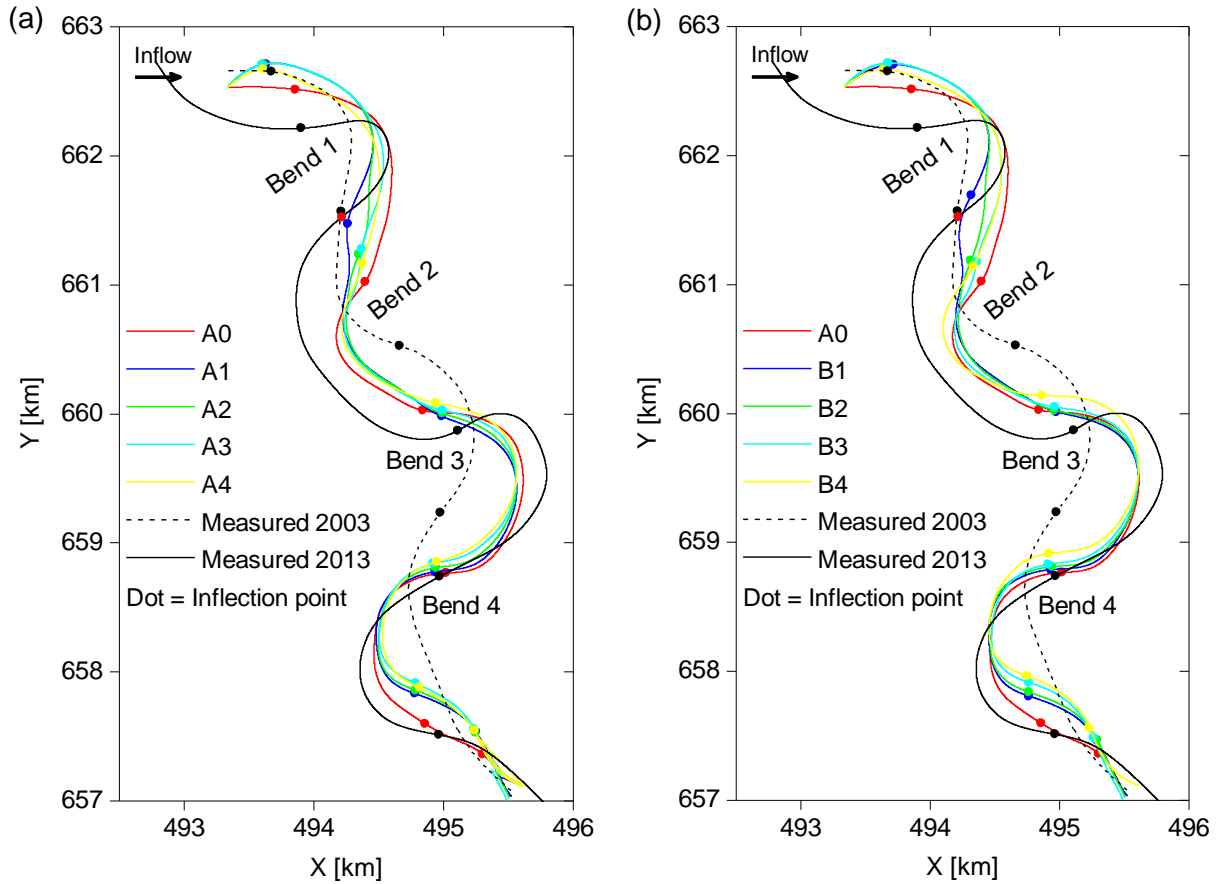 (a)
663
662
661
660
659
658
657
Y [km]
Inflow
Bend 1
Bend 2
Bend 3
Bend 4
A0
A1
A2
A3
A4
Measured 2003
Measured 2013
Dot = Inflection point
493 494 495 496
X [km]
(b)
663
662
661
660
659
658
657
Y [km]
Inflow
Bend 1
Bend 2
Bend 3
Bend 4
A0
B1
B2
B3
B4
Measured 2003
Measured 2013
Dot = Inflection point
493 494 495 496
X [km]